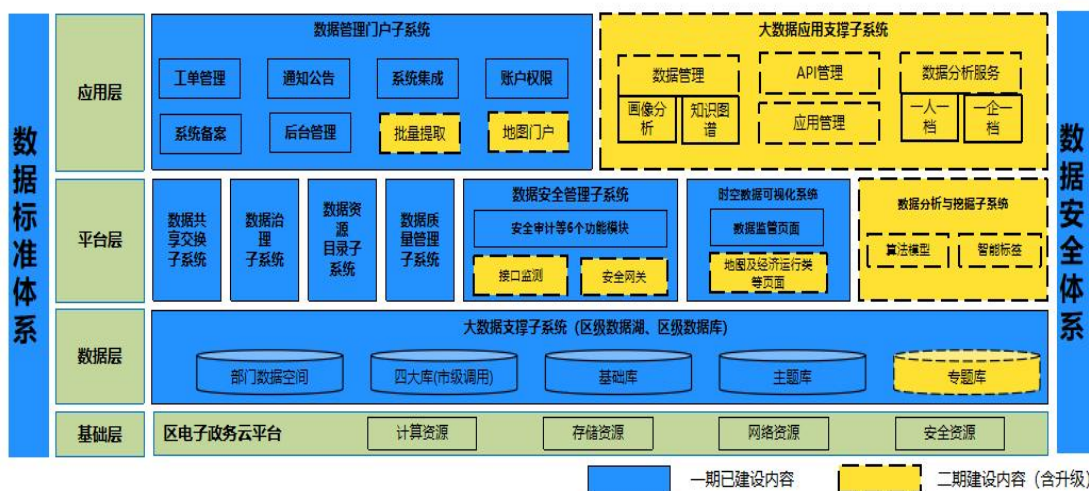 数据标准体系
应用层
数据管理门户子系统
工单管理
通知公告
系统集成
账户权限
系统备案
后台管理
批量提取
地图门户
大数据应用支撑子系统
数据管理
API管理
数据分析服务
画像分
析
知识图
谱
应用管理
一人一
档
一企一
档
平台层
数据共
享交换
子系统
数据治
理
子系统
数据资
源
目录子
系统
数据质
量管理
子系统
数据安全管理子系统
安全审计等6个功能模块
接口监测
安全网关
时空数据可视化系统
数据监管页面
地图及经济运行类
等页面
数据分析与挖掘子系统
算法模型
智能标签
数据层
大数据支撑子系统（区级数据湖、区级数据库）
部门数据空间
四大库(市级调用)
基础库
主题库
专题库
基础层
区电子政务云平台
计算资源
存储资源
网络资源
安全资源
数据安全体系
一期已建设内容
二期建设内容（含升级）